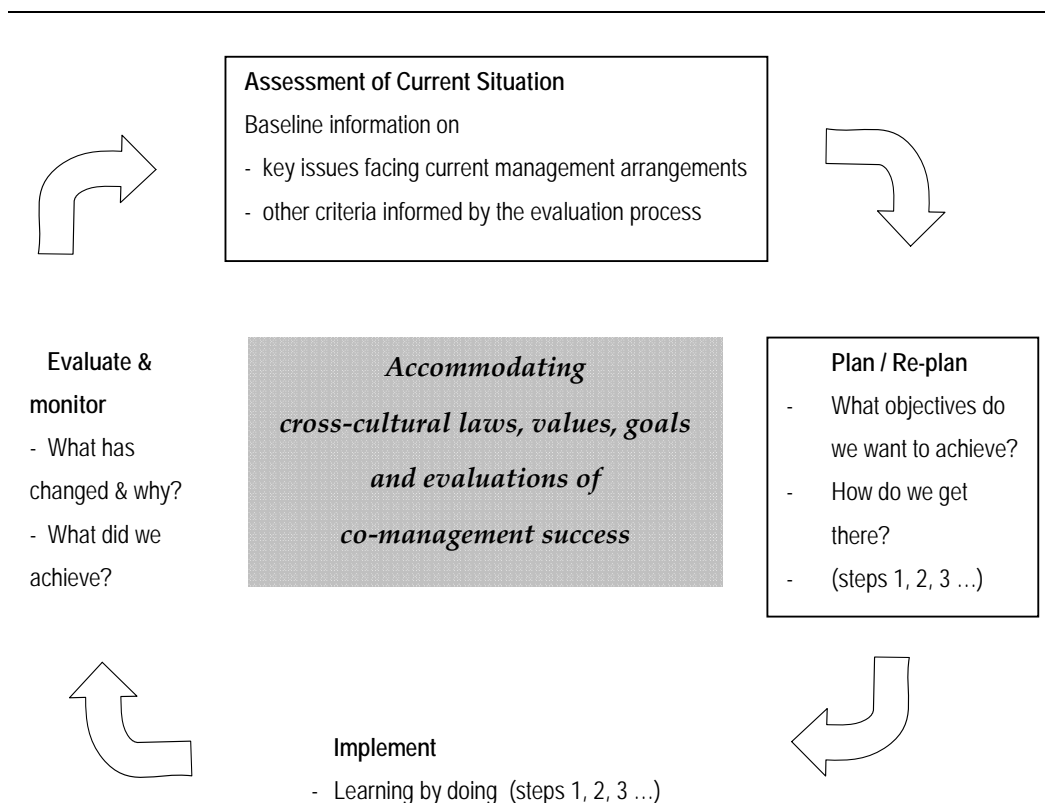 Assessment of Current Situation
Baseline information on
- key issues facing current management arrangements
- other criteria informed by the evaluation process
Evaluate &
monitor
- What has
changed & why?
- What did we
achieve?
Accommodating
cross-cultural laws, values, goals
and evaluations of
co-management success
Plan / Re-plan
- What objectives do
we want to achieve?
- How do we get
there?
- (steps 1, 2, 3 …)
Implement
- Learning by doing (steps 1, 2, 3 …)